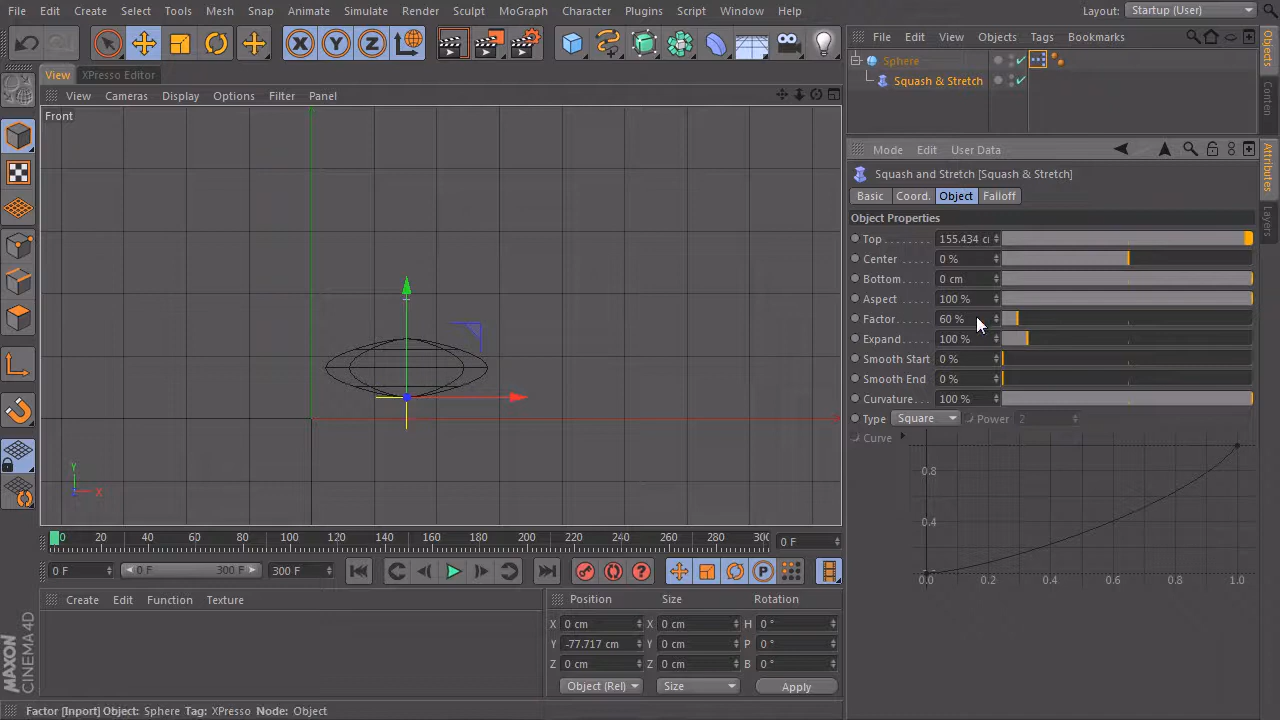 File Edit Create Select Tools Mesh Snap Animate Simulate Render Sculpt MoGraph Character Plugins Script Window Help Layout: Startup (User)
View XPresso Editor
File Edit View Objects Tags Bookmarks
Sphere
Squash & Stretch
View Cameras Display Options Filter Panel
Front
Mode Edit User Data
Squash and Stretch [Squash & Stretch]
Basic Coord. Object Falloff
Object Properties
Top 155.434 c
Center 0 %
Bottom 0 cm
Aspect 100 %
Factor 60 %
Expand 100 %
Smooth Start 0 %
Smooth End 0 %
Curvature 100 %
Type Square Power 2
Curve
0.8
0.4
0.0 0.2 0.4 0.6 0.8 1.0
Objects
Conten
Attributes
Layers
Y
X
0 20 40 60 80 100 120 140 160 180 200 220 240 260 280 30 0 F
0 F 0 F 300 F 300 F
Create Edit Function Texture
Position Size Rotation
X 0 cm X 0 cm H 0 °
Y -77.717 cm Y 0 cm P 0 °
Z 0 cm Z 0 cm B 0 °
Object (Rel) Size Apply
MAXON
CINEMA 4D
Factor [Inport] Object: Sphere Tag: XPresso Node: Object